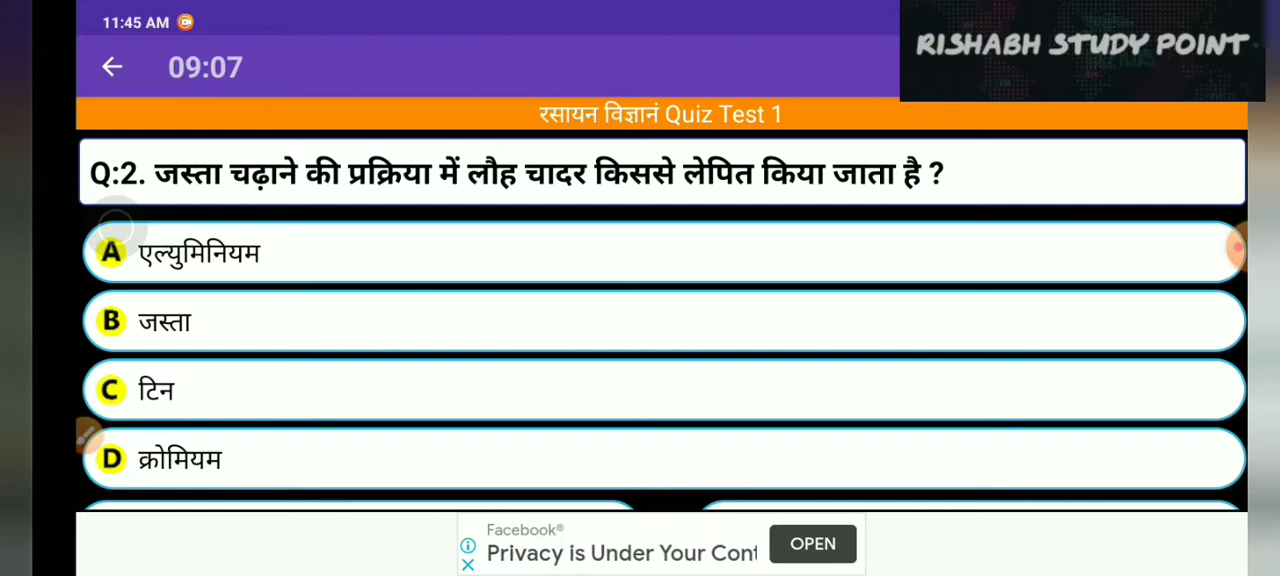 11:45 AM
RISHABH STUDY POINT
09:07
रसायन विज्ञानं Quiz Test 1
Q:2. जस्ता चढ़ाने की प्रक्रिया में लौह चादर किससे लेपित किया जाता है ?
A एल्युमिनियम
B जस्ता
C टिन
D क्रोमियम
Facebook®
Privacy is Under Your Cont
OPEN